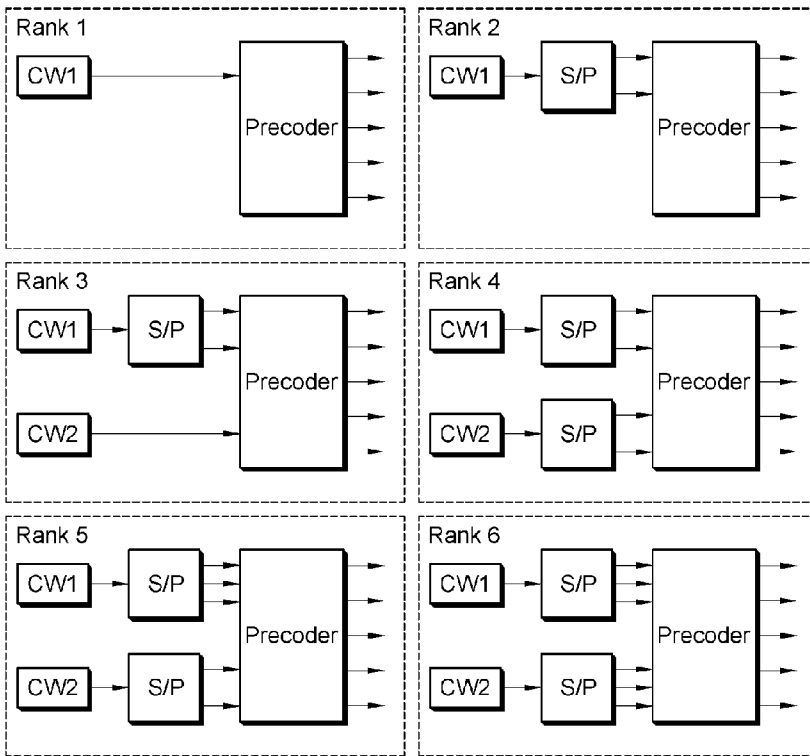 Rank 1
CW1
Precoder
Rank 2
CW1
S/P
Precoder
Rank 3
CW1
S/P
Precoder
CW2
Rank 4
CW1
S/P
Precoder
CW2
S/P
Rank 5
CW1
S/P
Precoder
CW2
S/P
Rank 6
CW1
S/P
Precoder
CW2
S/P